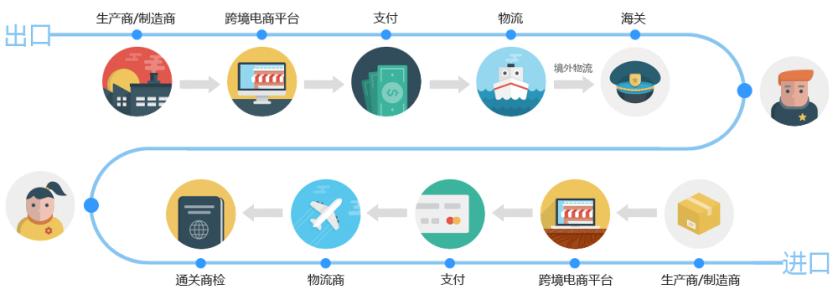 出口
生产商/制造商
跨境电商平台
支付
物流
海关
境外物流
通关商检
物流商
支付
跨境电商平台
生产商/制造商
进口